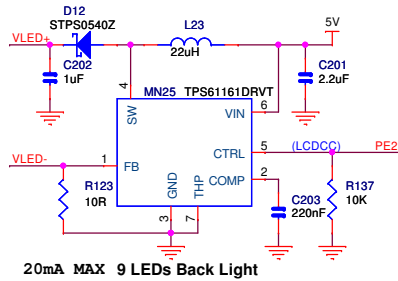 D12
STPS0540Z
VLED+
L23
22uH
5V
C202
1uF
C201
2.2uF
4
MN25
TPS61161DRVT
SW
VIN
6
CTRL
5
(LCDCC)
PE2
VLED-
1
FB
COMP
2
R123
10R
GND
THP
C203
220nF
R137
10K
3
7
20mA MAX 9 LEDs Back Light